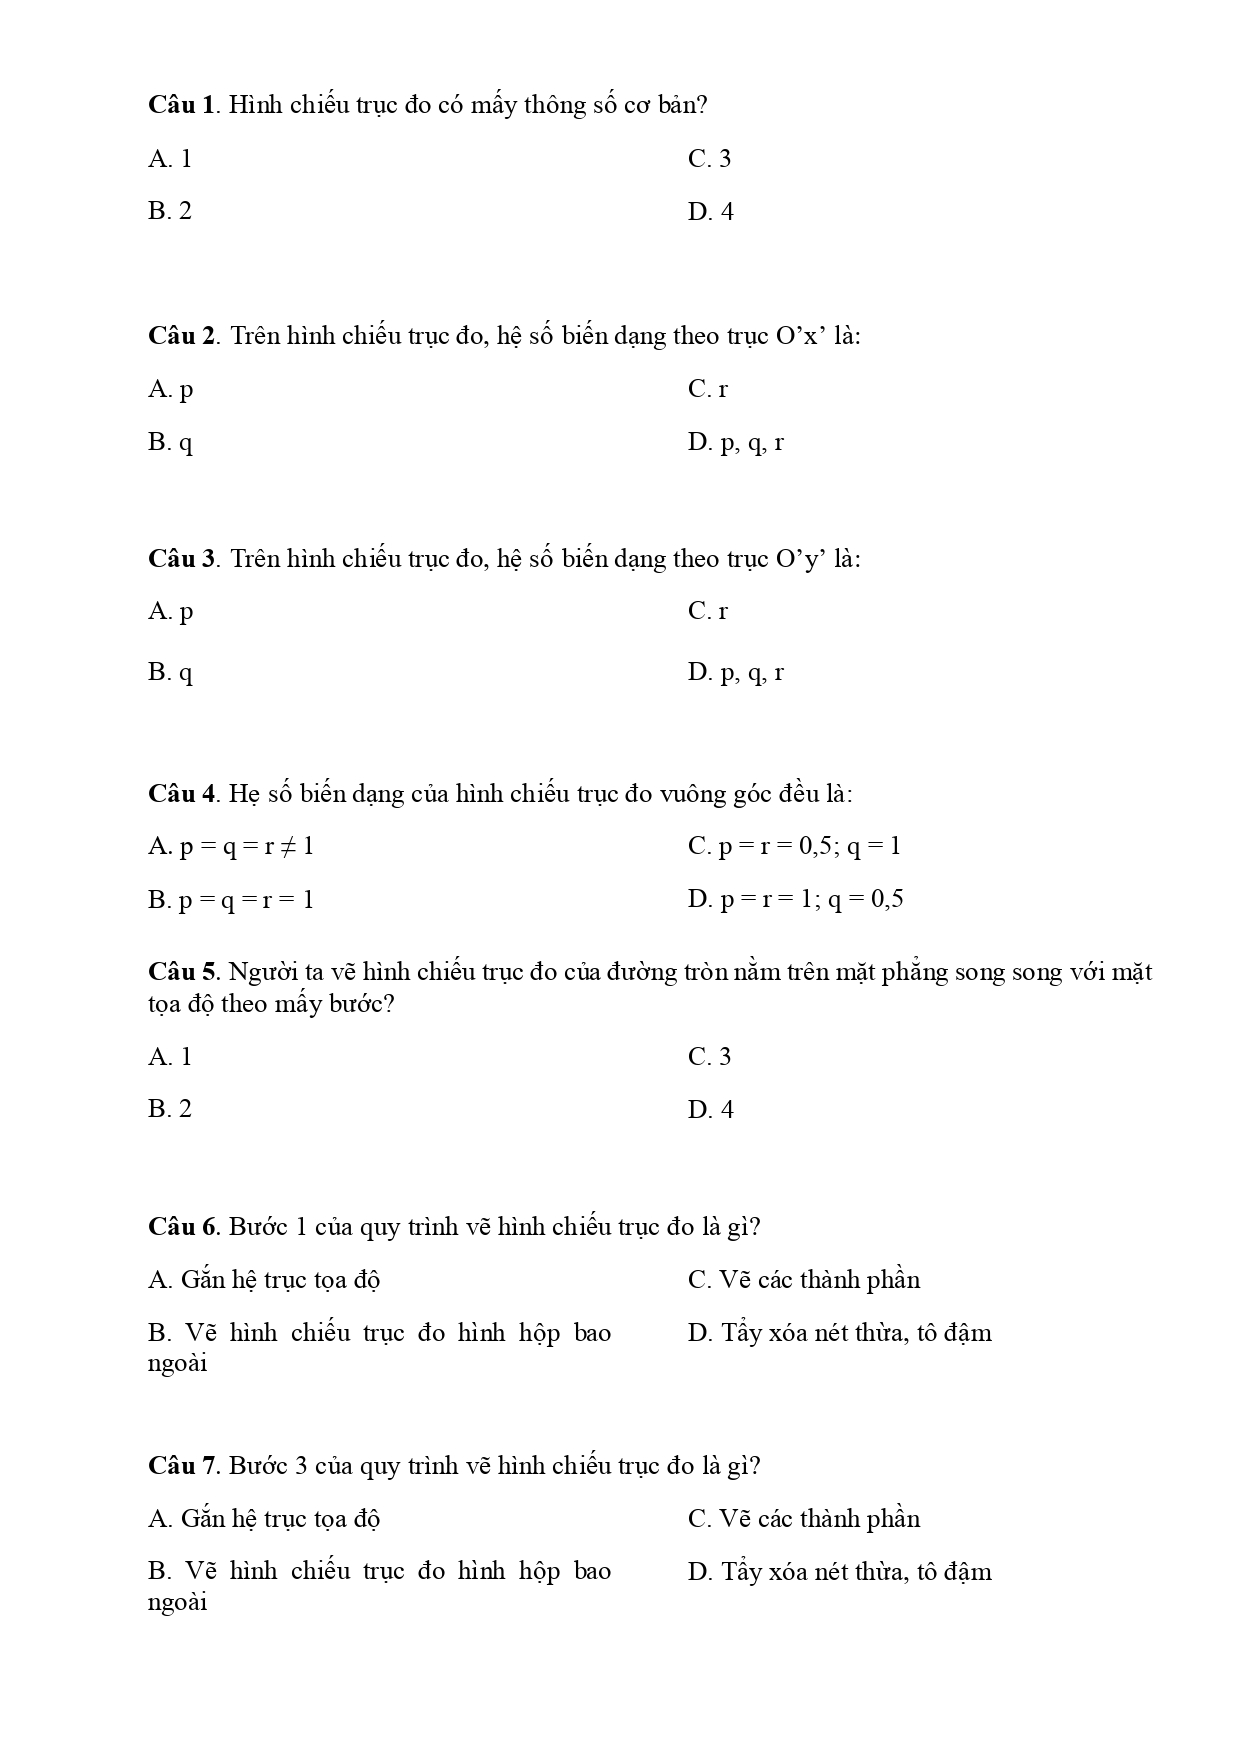 Câu 1. Hình chiếu trục đo có mấy thông số cơ bản?
A. 1
C. 3
B. 2
D. 4
Câu 2. Trên hình chiếu trục đo, hệ số biến dạng theo trục O’x’ là:
A. p
C. r
B. q
D. p, q, r
Câu 3. Trên hình chiếu trục đo, hệ số biến dạng theo trục O’y’ là:
A. p
C. r
B. q
D. p, q, r
Câu 4. Hẹ số biến dạng của hình chiếu trục đo vuông góc đều là:
A. p = q = r ≠ 1
C. p = r = 0,5; q = 1
B. p = q = r = 1
D. p = r = 1; q = 0,5
Câu 5. Người ta vẽ hình chiếu trục đo của đường tròn nằm trên mặt phẳng song song với mặt
tọa độ theo mấy bước?
A. 1
C. 3
B. 2
D. 4
Câu 6. Bước 1 của quy trình vẽ hình chiếu trục đo là gì?
A. Gắn hệ trục tọa độ
C. Vẽ các thành phần
B. Vẽ hình chiếu trục đo hình hộp bao
ngoài
D. Tẩy xóa nét thừa, tô đậm
Câu 7. Bước 3 của quy trình vẽ hình chiếu trục đo là gì?
A. Gắn hệ trục tọa độ
C. Vẽ các thành phần
B. Vẽ hình chiếu trục đo hình hộp bao
ngoài
D. Tẩy xóa nét thừa, tô đậm